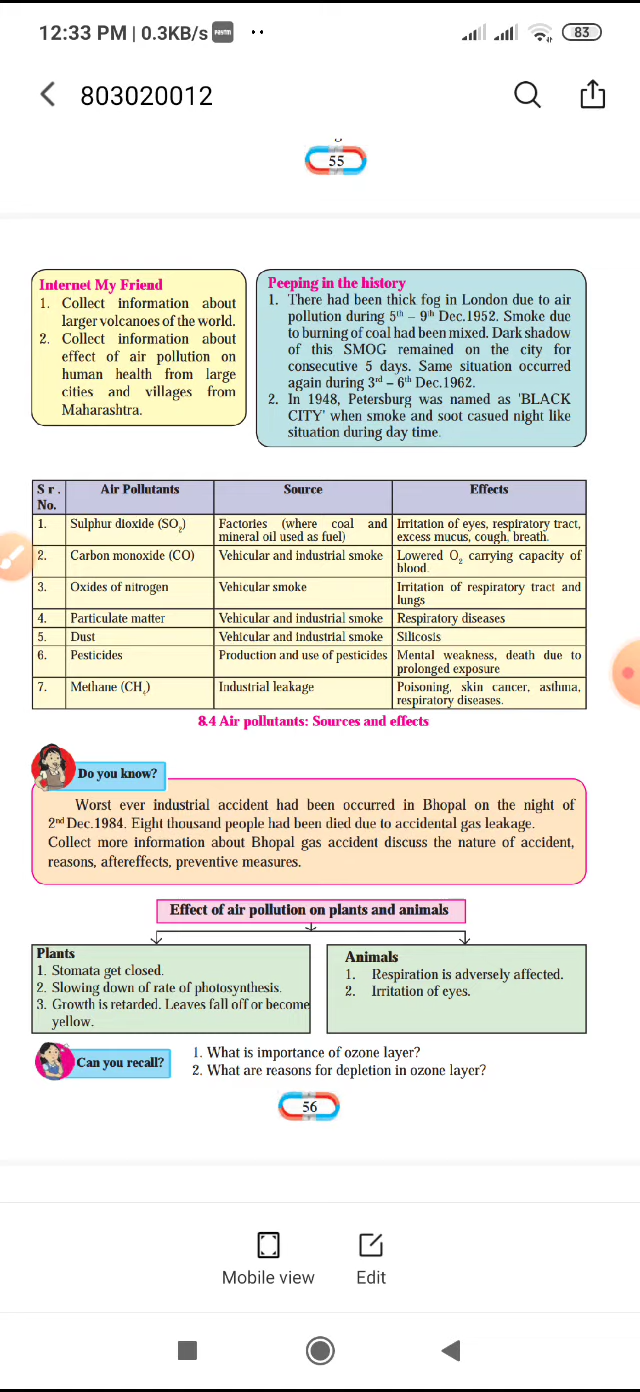 12:33 PM | 0.3KB/s
83
803020012
55
Internet My Friend
1. Collect information about
larger volcanoes of the world.
2. Collect information about
effect of air pollution on
human health from large
cities and villages from
Maharashtra.
Peeping in the history
1. There had been thick fog in London due to air
pollution during 5th – 9th Dec.1952. Smoke due
to burning of coal had been mixed. Dark shadow
of this SMOG remained on the city for
consecutive 5 days. Same situation occurred
again during 3rd – 6th Dec.1962.
2. In 1948, Petersburg was named as 'BLACK
CITY' when smoke and soot casued night like
situation during day time.
Sr. No. Air Pollutants Source Effects
1. Sulphur dioxide (SO2) Factories (where coal and mineral oil used as fuel) Irritation of eyes, respiratory tract, excess mucus, cough, breath.
2. Carbon monoxide (CO) Vehicular and industrial smoke Lowered O2 carrying capacity of blood.
3. Oxides of nitrogen Vehicular smoke Irritation of respiratory tract and lungs
4. Particulate matter Vehicular and industrial smoke Respiratory diseases
5. Dust Vehicular and industrial smoke Silicosis
6. Pesticides Production and use of pesticides Mental weakness, death due to prolonged exposure
7. Methane (CH4) Industrial leakage Poisoning, skin cancer, asthma, respiratory diseases.
8.4 Air pollutants: Sources and effects
Do you know?
Worst ever industrial accident had been occurred in Bhopal on the night of
2nd Dec.1984. Eight thousand people had been died due to accidental gas leakage.
Collect more information about Bhopal gas accident discuss the nature of accident,
reasons, aftereffects, preventive measures.
Effect of air pollution on plants and animals
Plants
1. Stomata get closed.
2. Slowing down of rate of photosynthesis.
3. Growth is retarded. Leaves fall off or become
yellow.
Animals
1. Respiration is adversely affected.
2. Irritation of eyes.
Can you recall?
1. What is importance of ozone layer?
2. What are reasons for depletion in ozone layer?
56
Mobile view
Edit